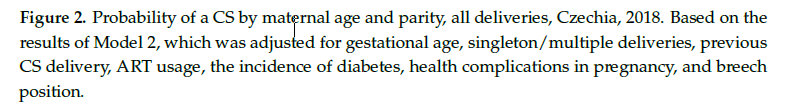 Figure 2. Probability of a CS by maternal age and parity, all deliveries, Czechia, 2018. Based on the
results of Model 2, which was adjusted for gestational age, singleton/multiple deliveries, previous
CS delivery, ART usage, the incidence of diabetes, health complications in pregnancy, and breech
position.